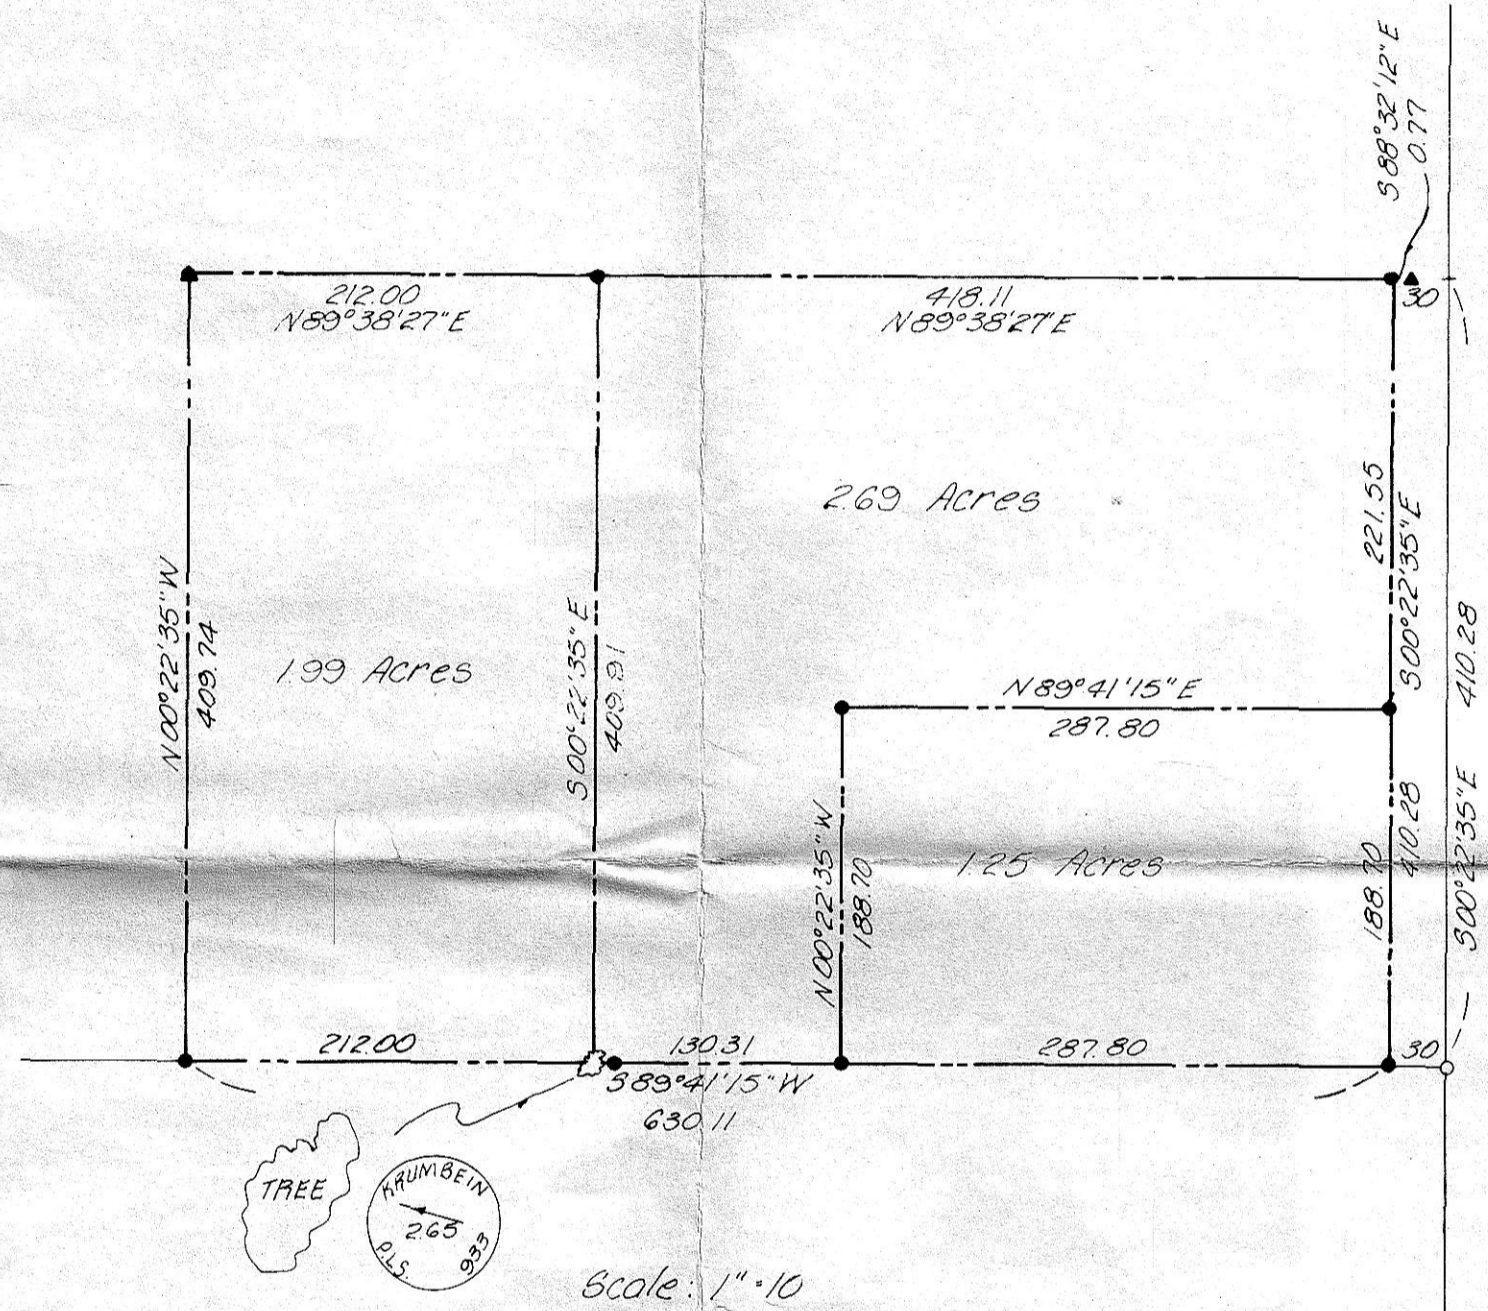 S88°32'12"E
0.77
212.00
N89°38'27"E
418.11
N89°38'27"E
30
2.69 Acres
221.55
S00°22'35"E
N00°22'35"W
409.74
1.99 Acres
S00°22'35"E
409.91
N89°41'15"E
287.80
410.28
S00°22'35"E
N00°22'35"W
188.70
1.25 Acres
188.70
410.28
212.00
130.31
287.80
30
S89°41'15"W
630.11
TREE
KRUMBEIN
2.65
P.L.S. 933
Scale: 1"=10